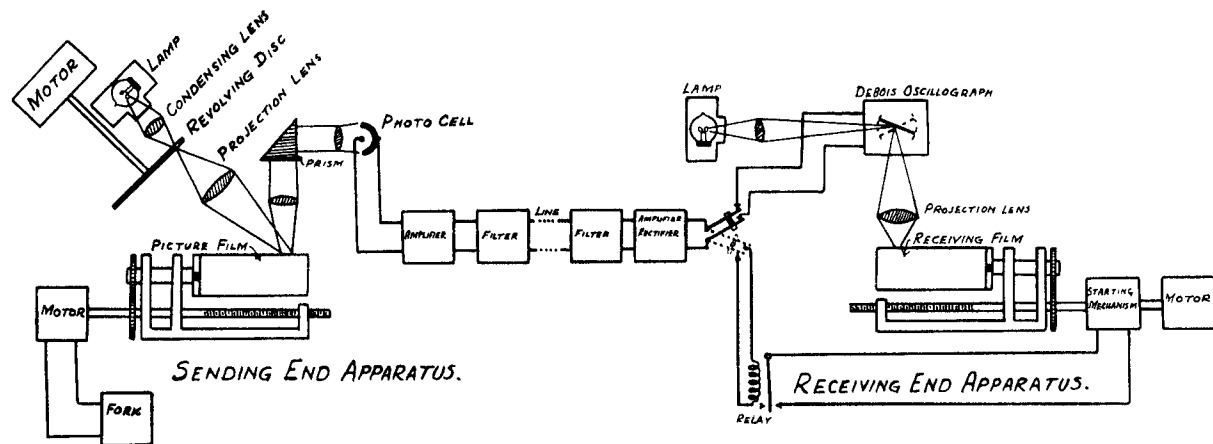 MOTOR
LAMP
CONDENSING LENS
REVOLVING DISC
PROJECTION LENS
PRISM
PHOTO CELL
LAMP
DEBOIS OSCILLOGRAPH
AMPLIFIER
FILTER
LINE
FILTER
AMPLIFIER
RECTIFIER
PROJECTION LENS
PICTURE FILM
RECEIVING FILM
MOTOR
STARTING
MECHANISM
MOTOR
SENDING END APPARATUS.
RECEIVING END APPARATUS.
FORK
RELAY